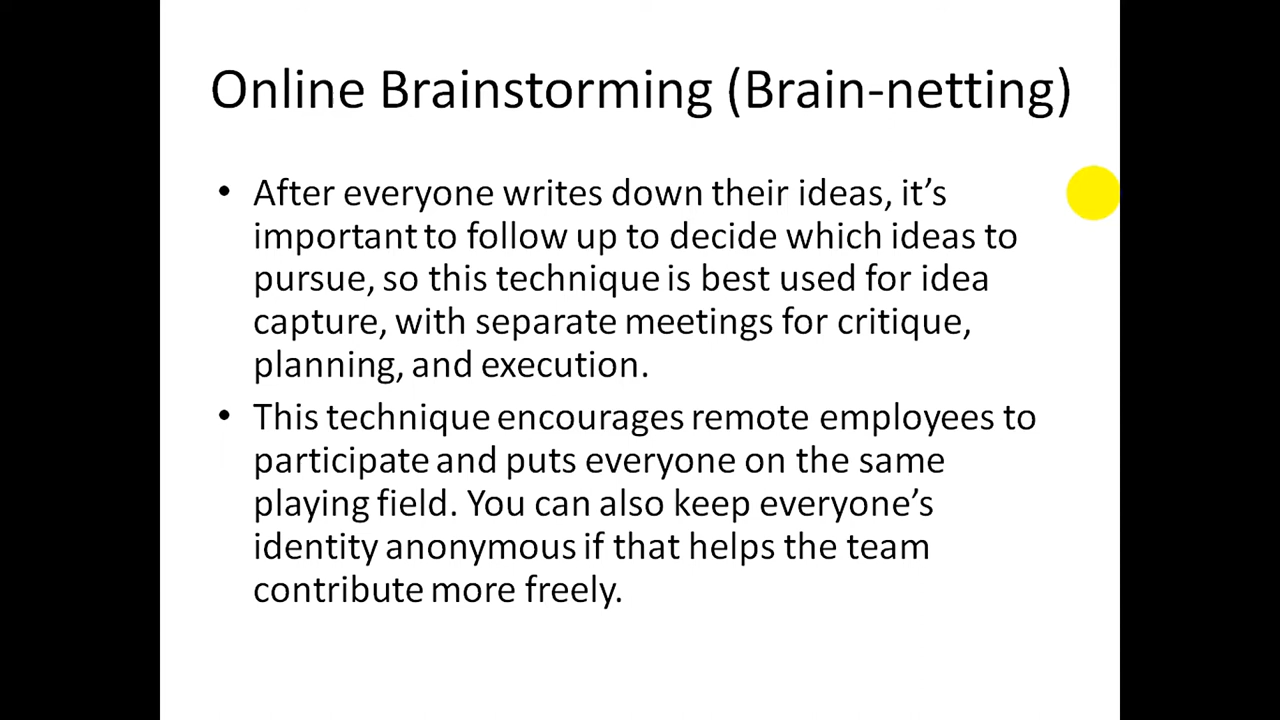 Online Brainstorming (Brain-netting)
• After everyone writes down their ideas, it’s
important to follow up to decide which ideas to
pursue, so this technique is best used for idea
capture, with separate meetings for critique,
planning, and execution.
• This technique encourages remote employees to
participate and puts everyone on the same
playing field. You can also keep everyone’s
identity anonymous if that helps the team
contribute more freely.